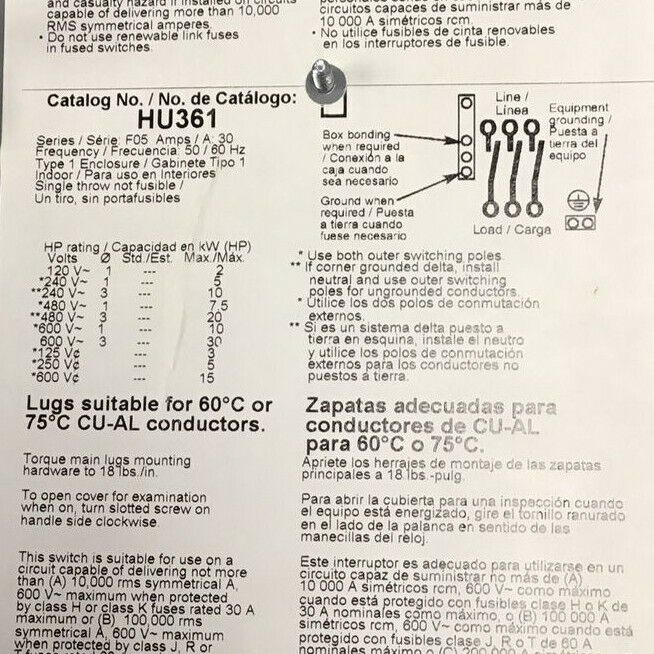 and casualty hazard if installed on circuits
capable of delivering more than 10,000
RMS symmetrical amperes.
• Do not use renewable link fuses
in fused switches.
circuitos capaces de suministrar más de
10 000 A simétricos rcm.
• No utilice fusibles de cinta renovables
en los interruptores de fusible.
Catalog No. / No. de Catálogo:
HU361
Series / Série: F05 Amps / A: 30
Frequency / Frecuencia: 50 / 60 Hz
Type 1 Enclosure / Gabinete Tipo 1
Indoor / Para uso en Interiores
Single throw not fusible /
Un tiro, sin portafusibles
Box bonding
when required
/ Conexión a la
caja cuando
sea necesario
Ground when
required / Puesta
a tierra cuando
fuese necesario
Line /
Línea
Equipment
grounding /
Puesta a
tierra del
equipo
Load / Carga
HP rating / Capacidad en kW (HP)
Volts Ø Std./Est. Max./Máx.
120 V~ 1 --- 2
*240 V~ 1 --- 5
**240 V~ 3 --- 10
*480 V~ 1 --- 7.5
**480 V~ 3 --- 20
*600 V~ 1 --- 10
600 V~ 3 --- 30
*125 V¢ --- 3
*250 V¢ --- 5
*600 V¢ --- 15
* Use both outer switching poles.
** If corner grounded delta, install
neutral and use outer switching
poles for ungrounded conductors.
* Utilice los dos polos de conmutación
externos.
** Si es un sistema delta puesto a
tierra en esquina, instale el neutro
y utilice los polos de conmutación
externos para los conductores no
puestos a tierra.
Lugs suitable for 60°C or
75°C CU-AL conductors.
Torque main lugs mounting
hardware to 18 lbs./in.
To open cover for examination
when on, turn slotted screw on
handle side clockwise.
This switch is suitable for use on a
circuit capable of delivering not more
than (A) 10,000 rms symmetrical A,
600 V~ maximum when protected
by class H or class K fuses rated 30 A
maximum or (B) 100,000 rms
symmetrical A, 600 V~ maximum
when protected by class J, R or
Zapatas adecuadas para
conductores de CU-AL
para 60°C o 75°C.
Apriete los herrajes de montaje de las zapatas
principales a 18 lbs.-pulg.
Para abrir la cubierta para una inspección cuando
el equipo está energizado, gire el tornillo ranurado
en el lado de la palanca en sentido de las
manecillas del reloj.
Este interruptor es adecuado para utilizarse en un
circuito capaz de suministrar no más de (A)
10 000 A simétricos rcm, 600 V~ como máximo
cuando está protegido con fusibles clase H o K de
30 A nominales como máximo, o (B) 100 000 A
simétricos rcm, 600 V~ como máximo cuando está
protegido con fusibles clase J, R o T de 60 A